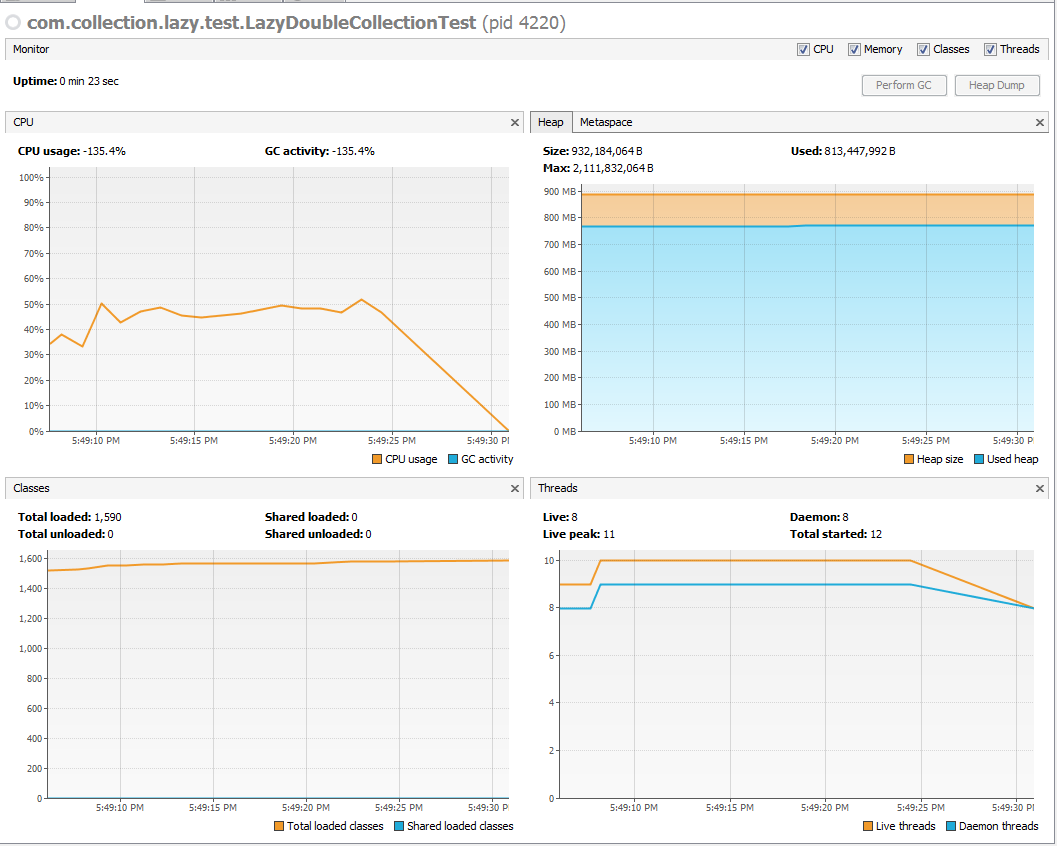 com.collection.lazy.test.LazyDoubleCollectionTest (pid 4220)
Monitor
CPU Memory Classes Threads
Uptime: 0 min 23 sec
Perform GC Heap Dump
CPU
CPU usage: -135.4% GC activity: -135.4%
100%
90%
80%
70%
60%
50%
40%
30%
20%
10%
0%
5:49:10 PM 5:49:15 PM 5:49:20 PM 5:49:25 PM 5:49:30 P
CPU usage GC activity
Heap Metaspace
Size: 932,184,064 B Used: 813,447,992 B
Max: 2,111,832,064 B
900 MB
800 MB
700 MB
600 MB
500 MB
400 MB
300 MB
200 MB
100 MB
0 MB
5:49:10 PM 5:49:15 PM 5:49:20 PM 5:49:25 PM 5:49:30 P
Heap size Used heap
Classes
Total loaded: 1,590 Shared loaded: 0
Total unloaded: 0 Shared unloaded: 0
1,600
1,400
1,200
1,000
800
600
400
200
0
5:49:10 PM 5:49:15 PM 5:49:20 PM 5:49:25 PM 5:49:30 P
Total loaded classes Shared loaded classes
Threads
Live: 8 Daemon: 8
Live peak: 11 Total started: 12
10
8
6
4
2
0
5:49:10 PM 5:49:15 PM 5:49:20 PM 5:49:25 PM 5:49:30 P
Live threads Daemon threads